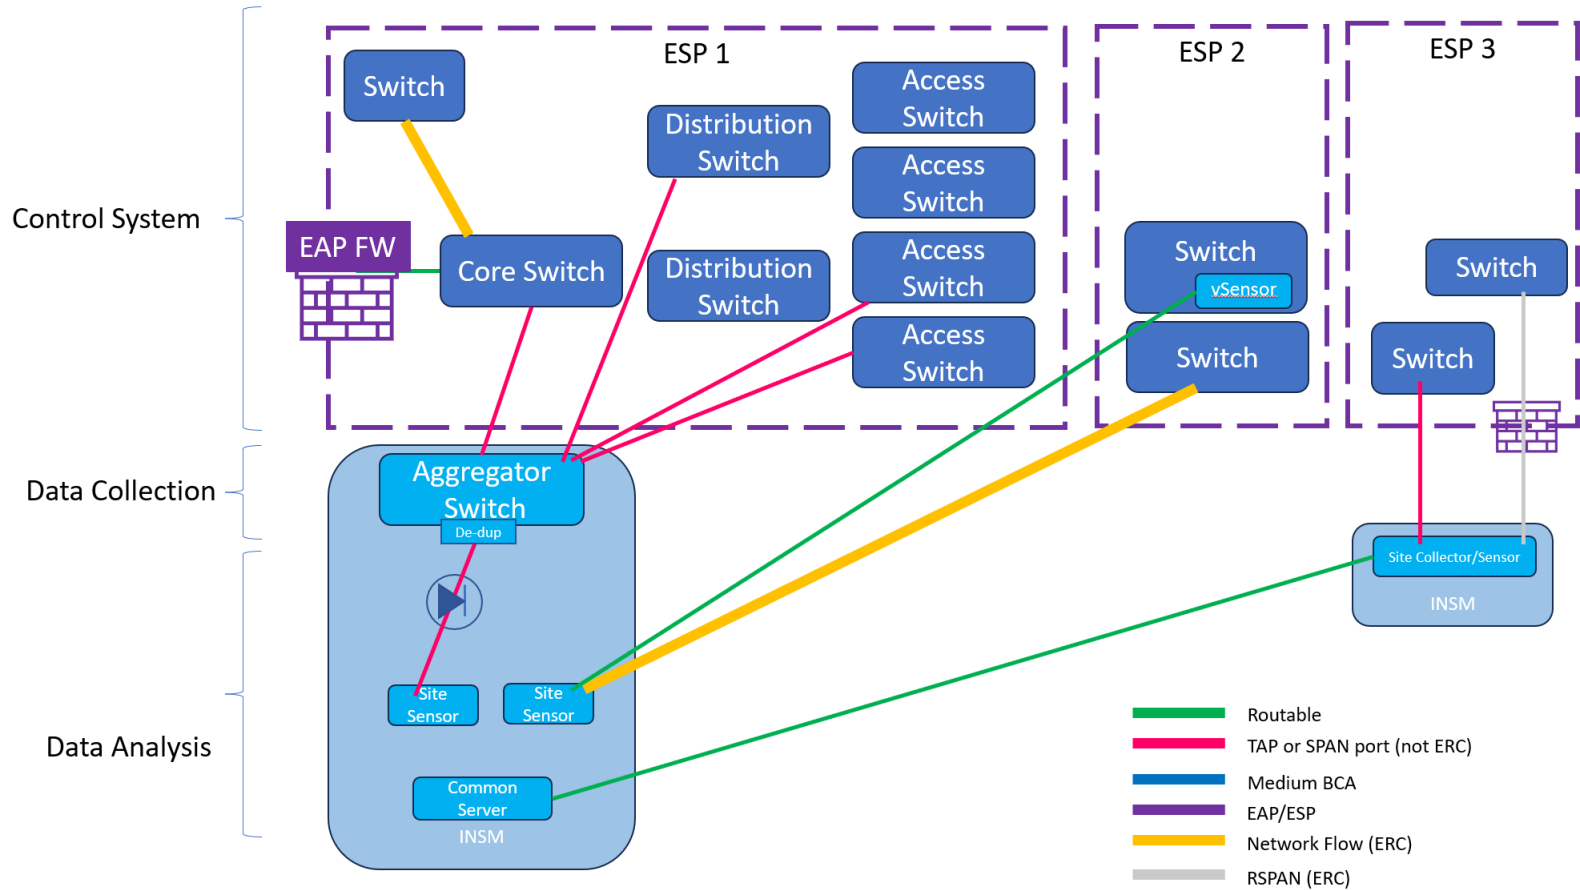 ESP 1
ESP 2
ESP 3
Switch
Access
Switch
Distribution
Switch
Access
Switch
Control System
EAP FW
Core Switch
Distribution
Switch
Access
Switch
Access
Switch
Switch
vSensor
Switch
Switch
Switch
Data Collection
Aggregator
Switch
De-dup
Site Collector/Sensor
INSM
Data Analysis
Site
Sensor
Site
Sensor
Common
Server
INSM
Routable
TAP or SPAN port (not ERC)
Medium BCA
EAP/ESP
Network Flow (ERC)
RSPAN (ERC)